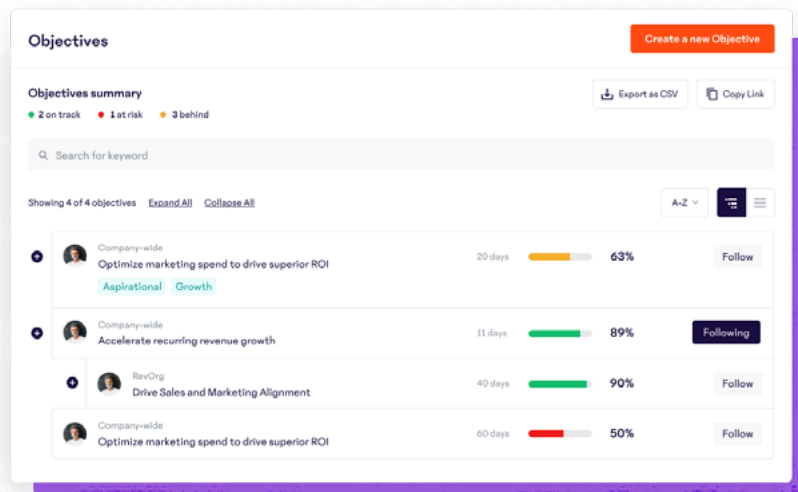 Objectives
Create a new Objective
Objectives summary
Export as CSV
Copy Link
2 on track 1 at risk 3 behind
Search for keyword
Showing 4 of 4 objectives Expand All Collapse All
A-Z
Company-wide
Optimize marketing spend to drive superior ROI
20 days 63% Follow
Aspirational Growth
Company-wide
Accelerate recurring revenue growth
11 days 89% Following
RevOrg
Drive Sales and Marketing Alignment
40 days 90% Follow
Company-wide
Optimize marketing spend to drive superior ROI
60 days 50% Follow